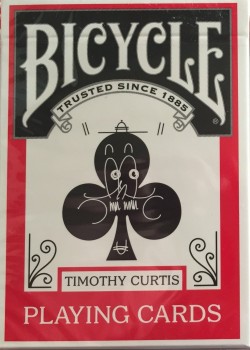 BICYCLE®
TRUSTED SINCE 1885
TIMOTHY CURTIS
PLAYING CARDS